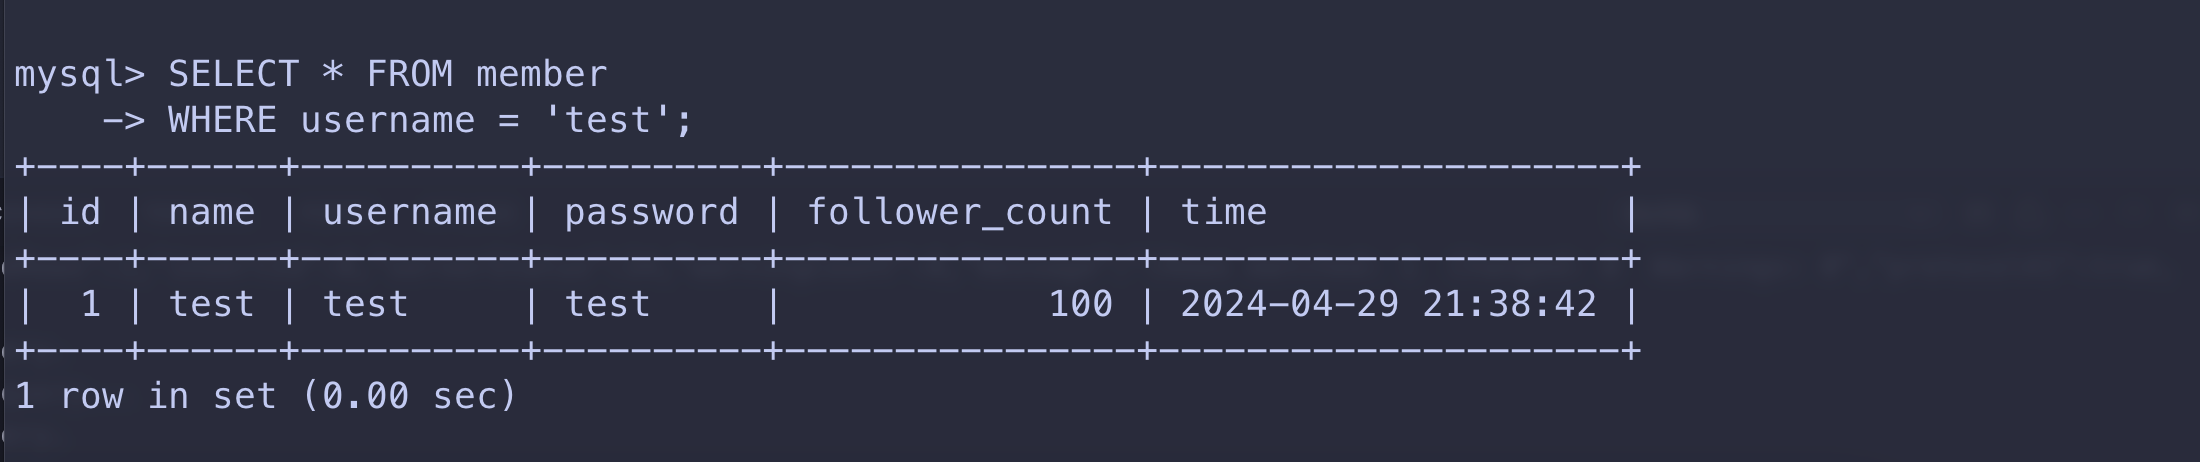 mysql> SELECT * FROM member
    -> WHERE username = 'test';
+----+------+----------+----------+----------------+---------------------+
| id | name | username | password | follower_count | time                |
+----+------+----------+----------+----------------+---------------------+
|  1 | test | test     | test     |            100 | 2024-04-29 21:38:42 |
+----+------+----------+----------+----------------+---------------------+
1 row in set (0.00 sec)